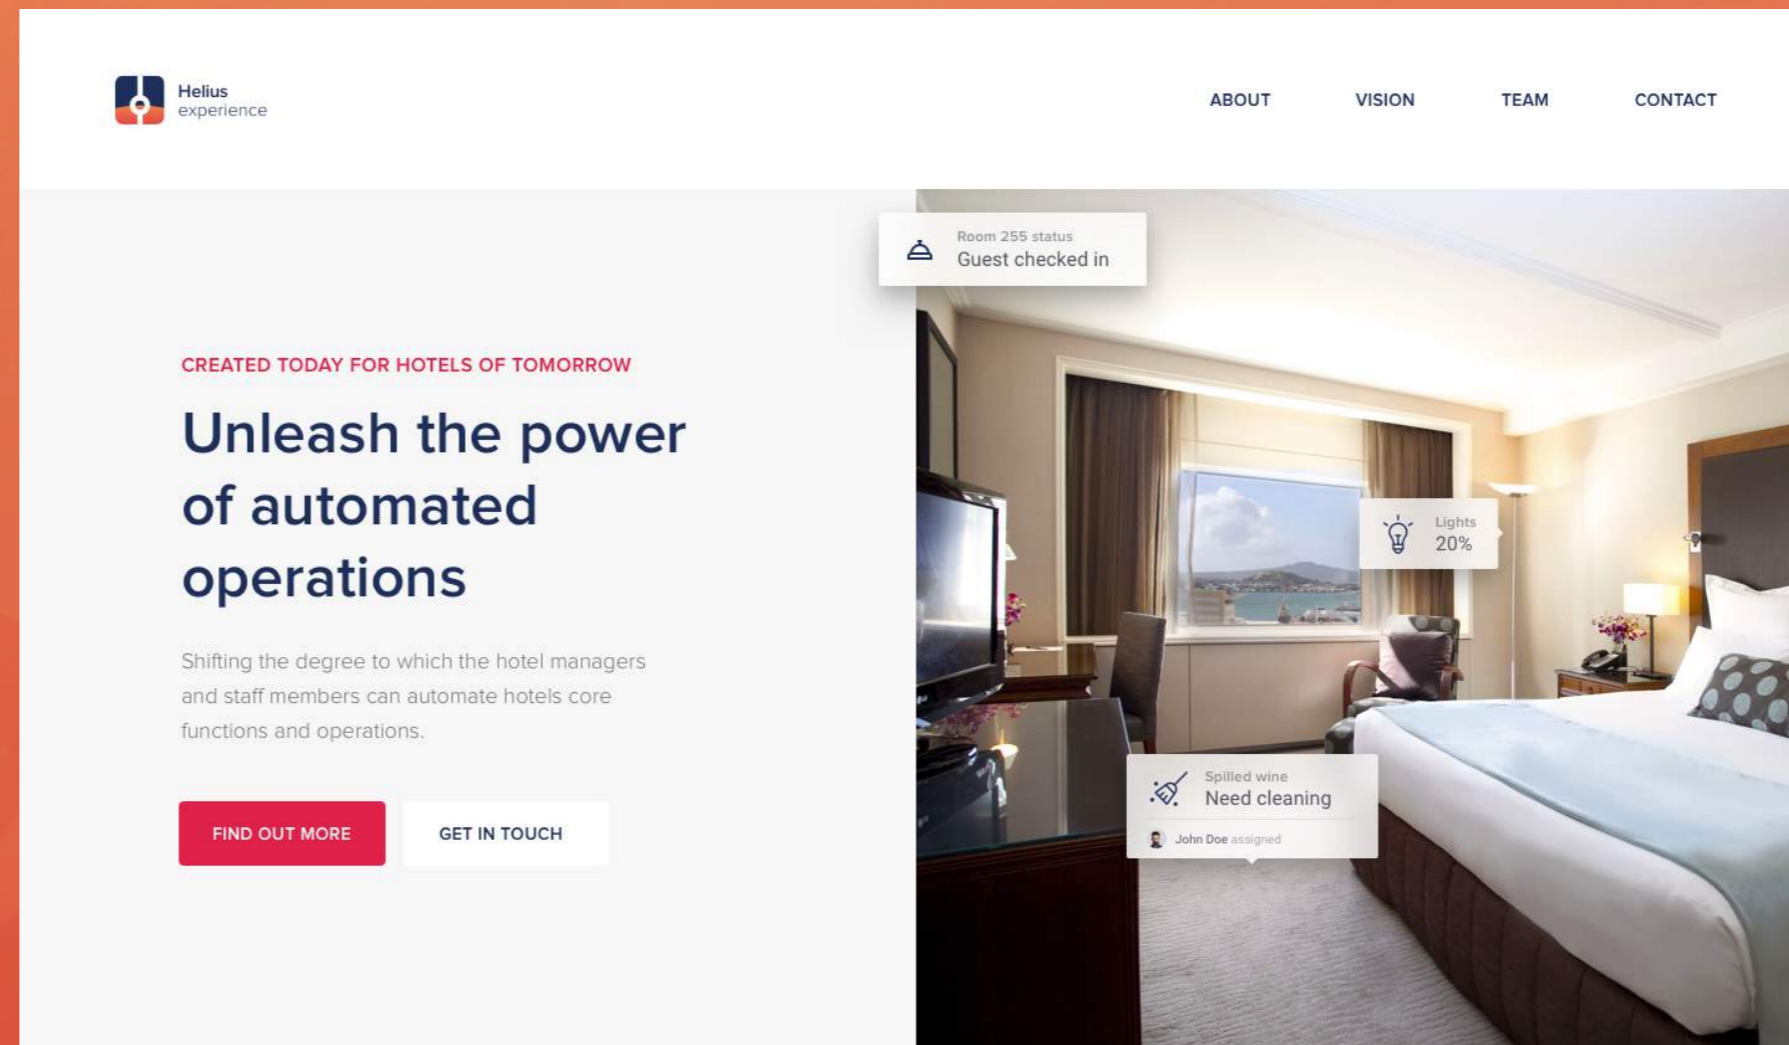 Helius
experience
ABOUT
VISION
TEAM
CONTACT
Room 255 status
Guest checked in
CREATED TODAY FOR HOTELS OF TOMORROW
Unleash the power
of automated
operations
Shifting the degree to which the hotel managers
and staff members can automate hotels core
functions and operations.
FIND OUT MORE
GET IN TOUCH
Lights
20%
Spilled wine
Need cleaning
John Doe assigned